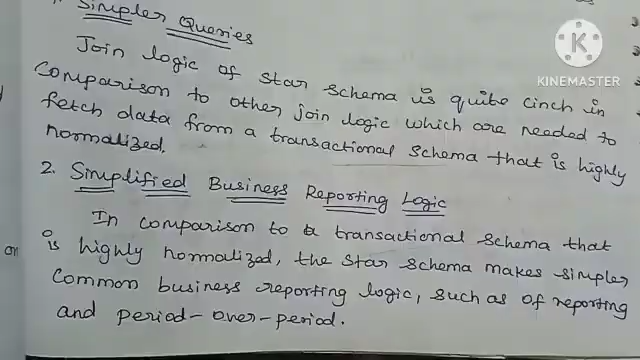 Simpler Queries
Join logic of star schema is quite cinch in
Comparison to other join logic which are needed to
fetch data from a transactional schema that is highly
normalized.
2. Simplified Business Reporting Logic
In comparison to a transactional schema that
is highly normalized, the star schema makes simpler
Common business reporting logic, such as of reporting
and period-over-period.
K
KINEMASTER